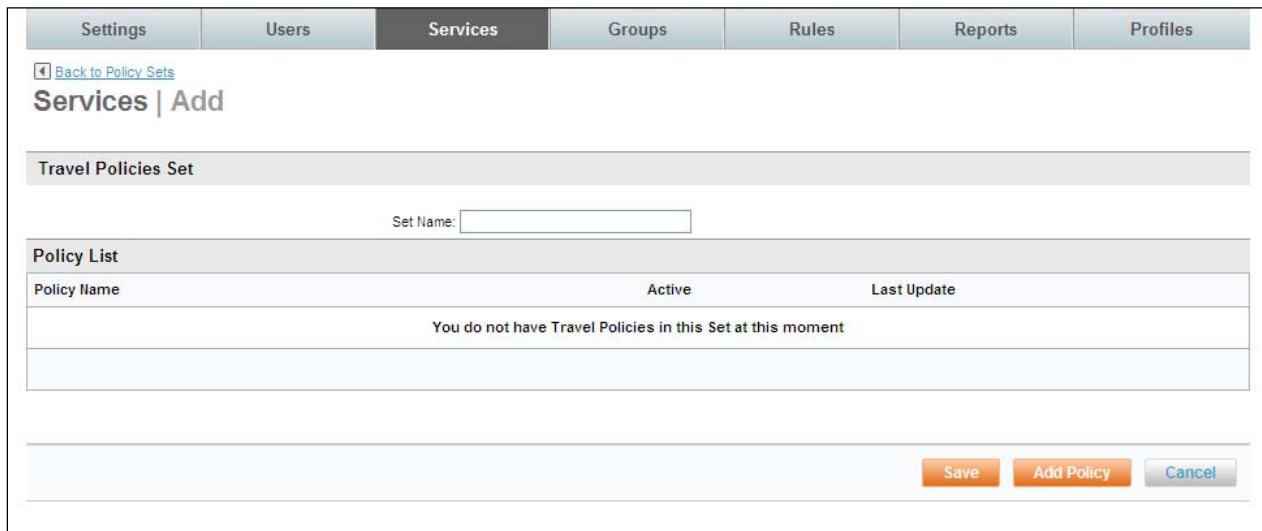 Settings Users Services Groups Rules Reports Profiles
Back to Policy Sets
Services | Add
Travel Policies Set
Set Name:
Policy List
Policy Name Active Last Update
You do not have Travel Policies in this Set at this moment
Save Add Policy Cancel